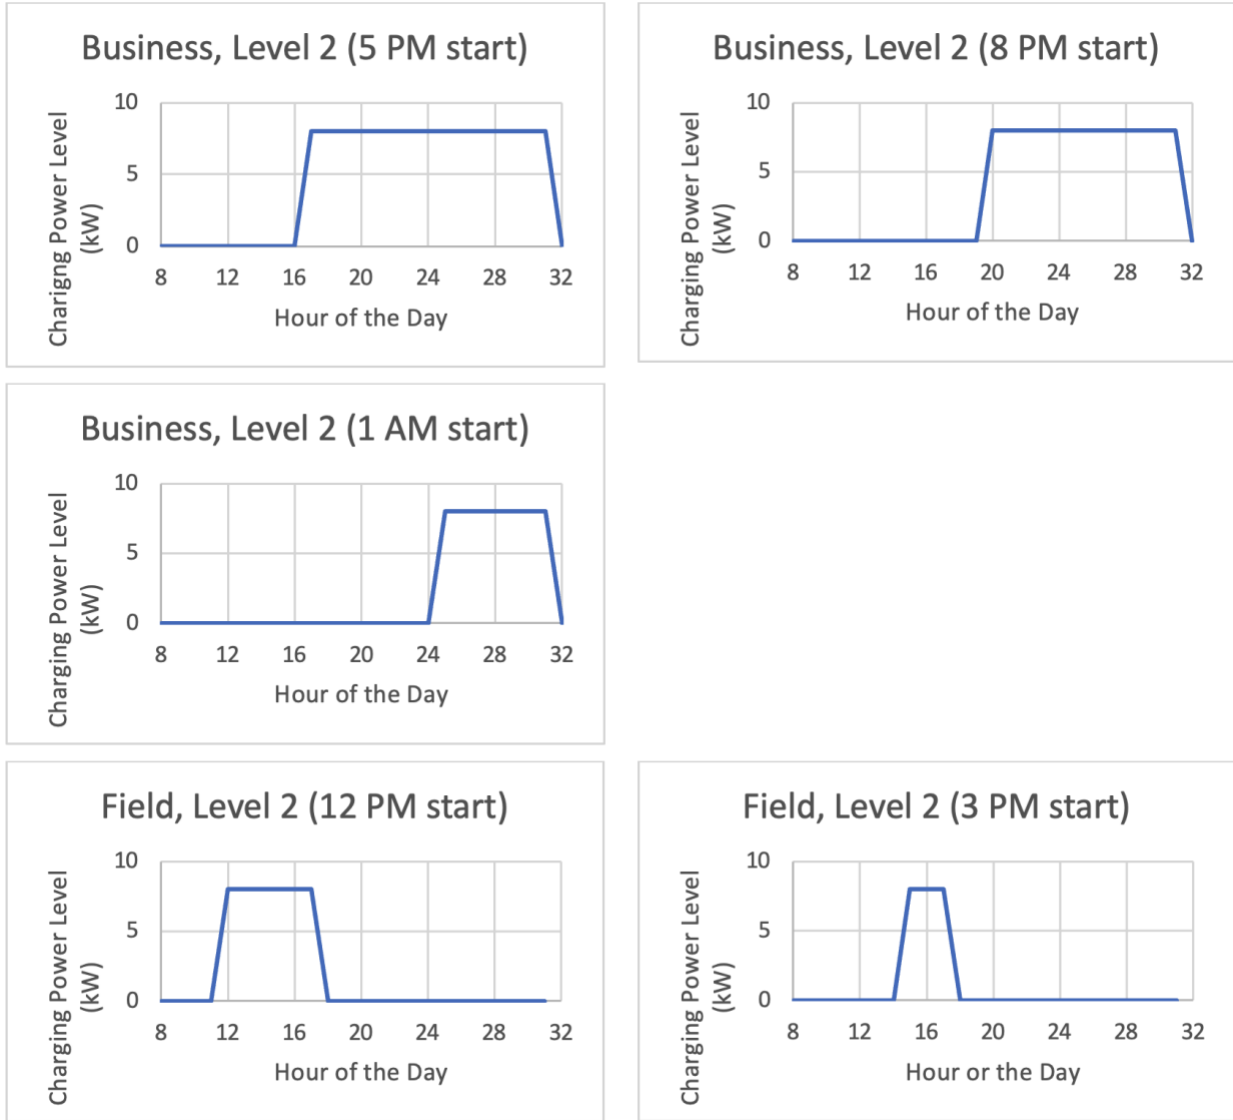 Business, Level 2 (5 PM start)
Charigng Power Level
(kW)
10
5
0
8 12 16 20 24 28 32
Hour of the Day
Business, Level 2 (8 PM start)
Charging Power Level
(kW)
10
5
0
8 12 16 20 24 28 32
Hour of the Day
Business, Level 2 (1 AM start)
Charging Power Level
(kW)
10
5
0
8 12 16 20 24 28 32
Hour of the Day
Field, Level 2 (12 PM start)
Charging Power Level
(kW)
10
5
0
8 12 16 20 24 28 32
Hour of the Day
Field, Level 2 (3 PM start)
Charging Power Level
(kW)
10
5
0
8 12 16 20 24 28 32
Hour or the Day